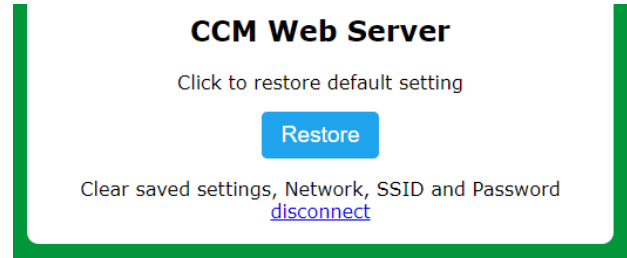 CCM Web Server
Click to restore default setting
Restore
Clear saved settings, Network, SSID and Password
disconnect